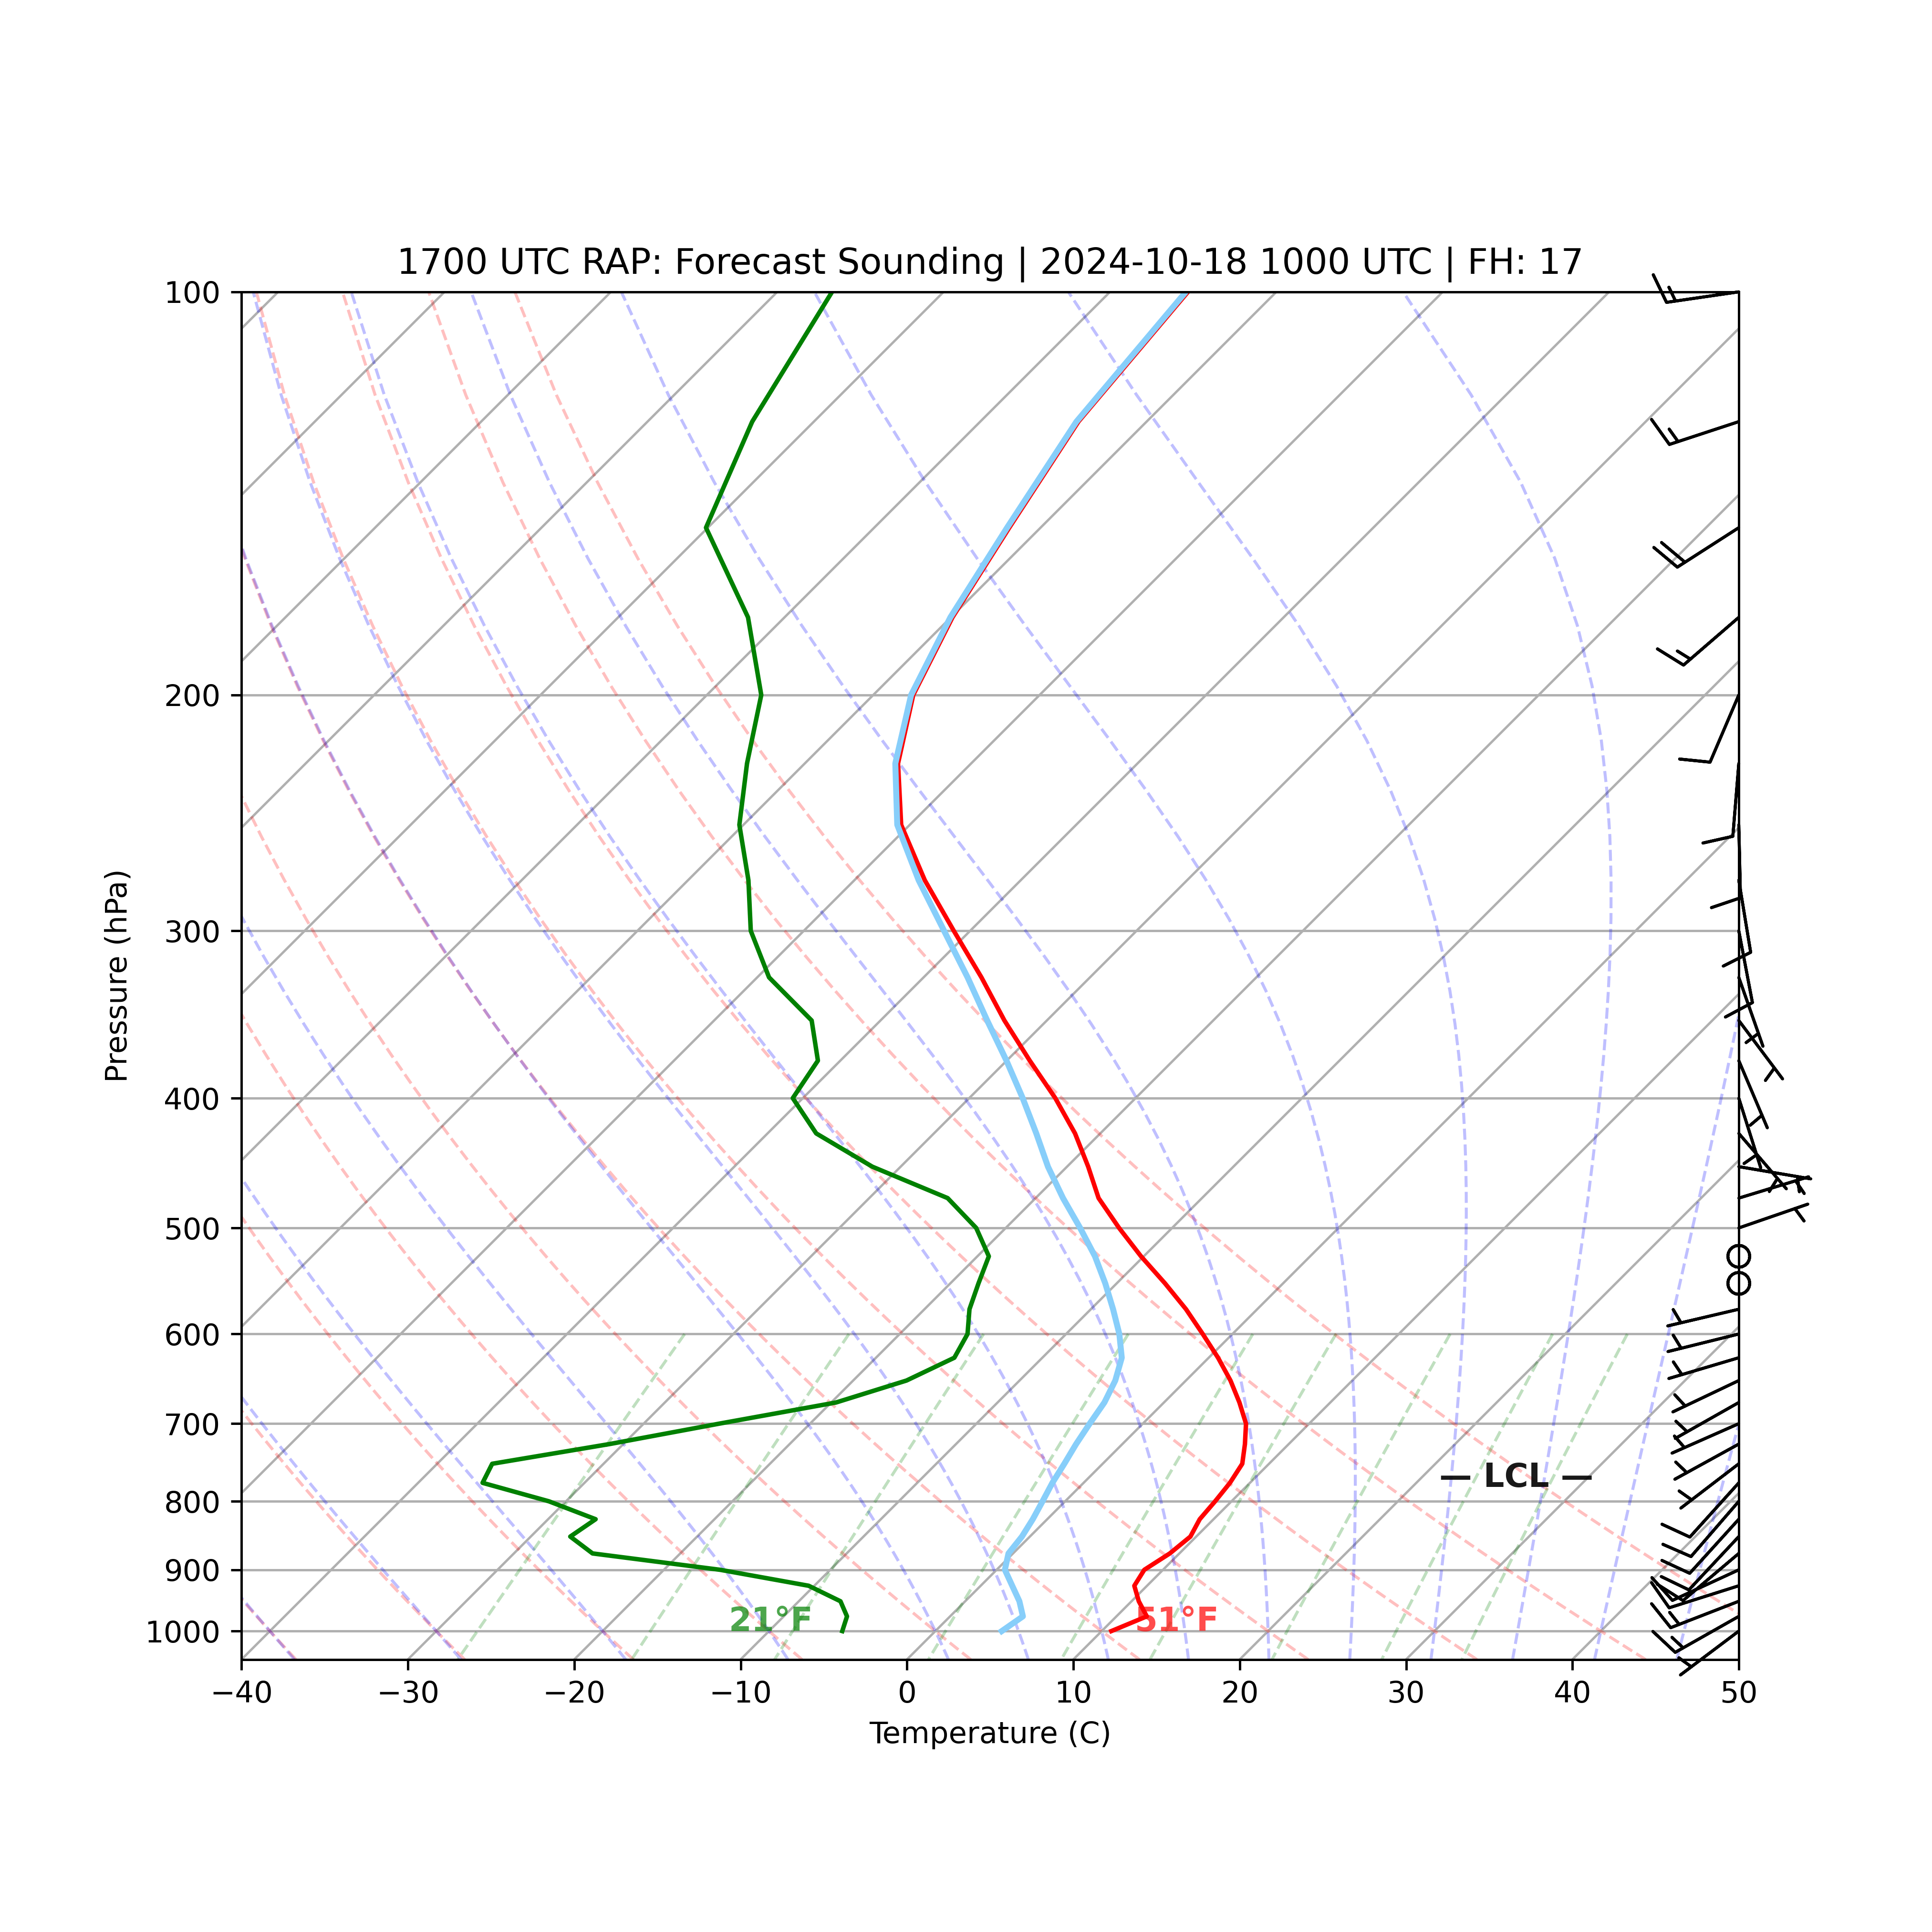 1700 UTC RAP: Forecast Sounding | 2024-10-18 1000 UTC | FH: 17
100
200
300
400
500
600
700
800
900
1000
Pressure (hPa)
— LCL —
21°F
51°F
−40 −30 −20 −10 0 10 20 30 40 50
Temperature (C)